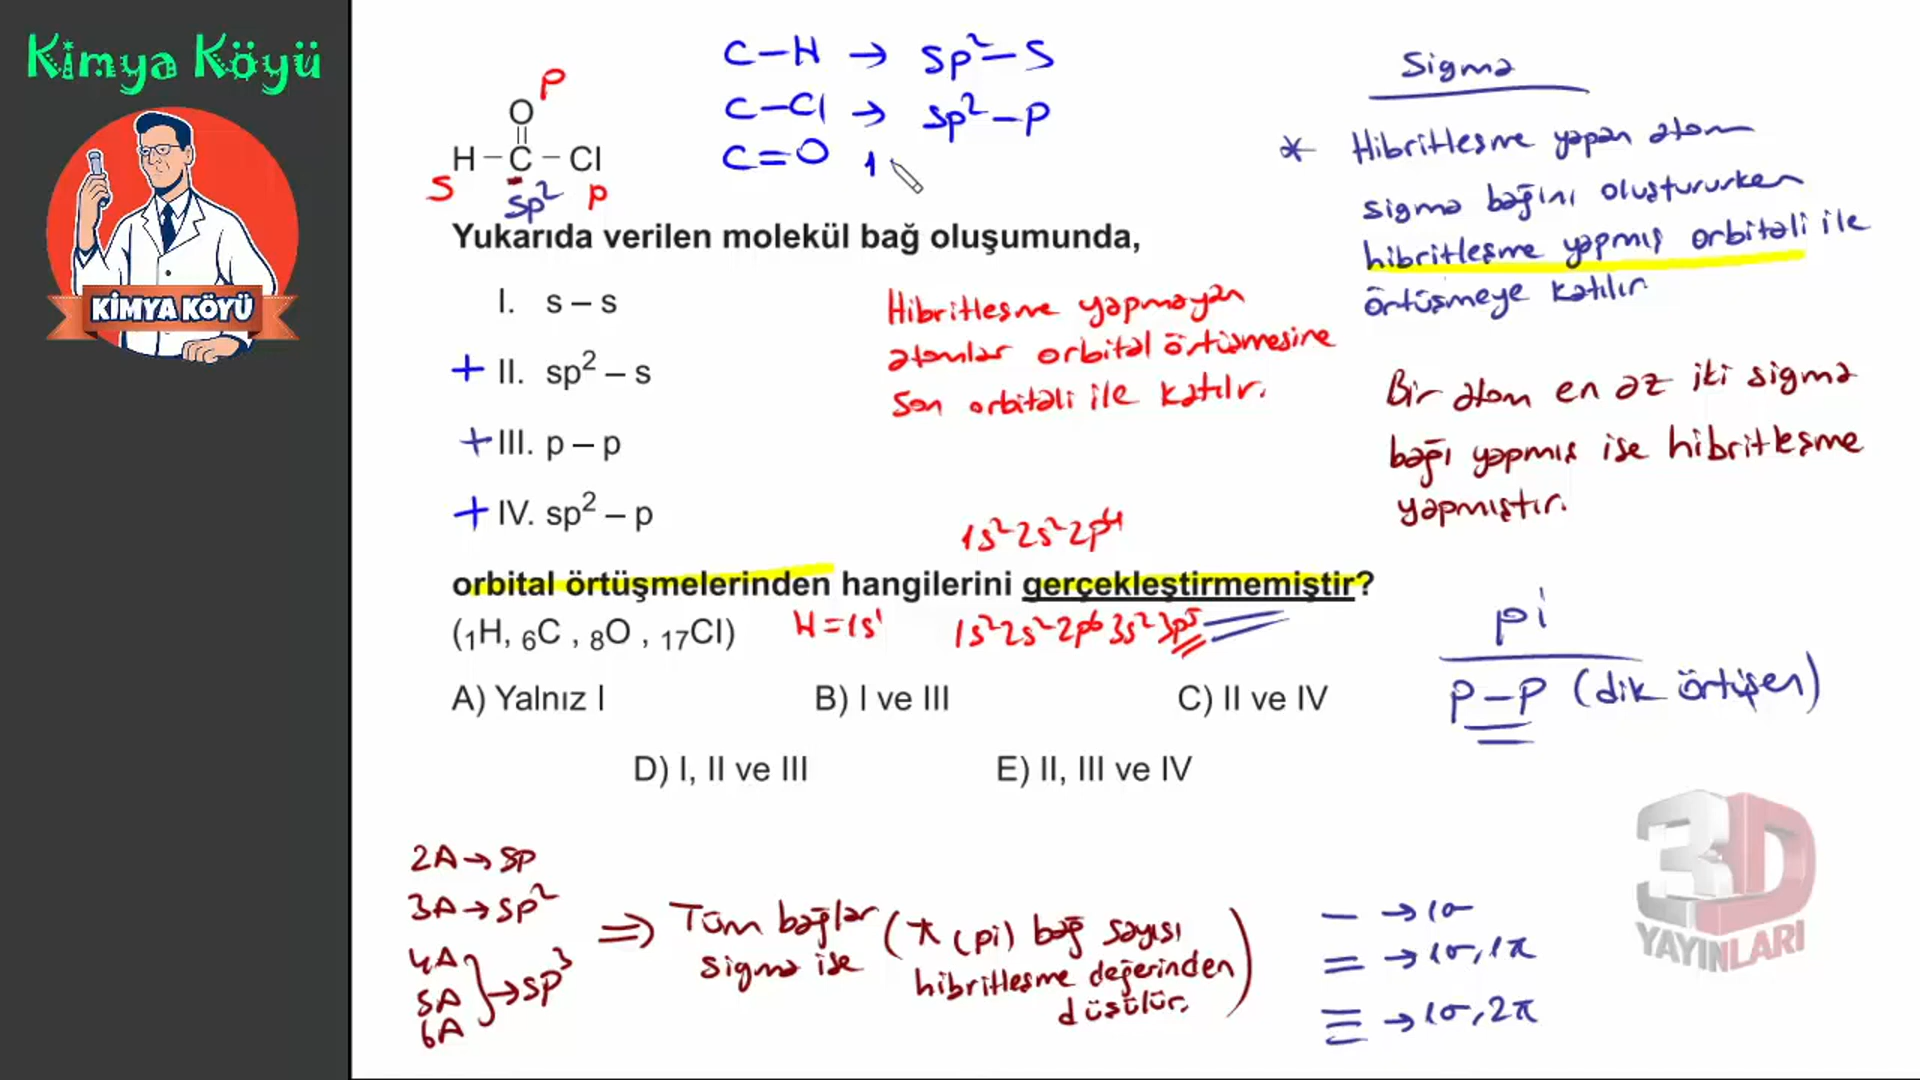 Kimya Köyü
KİMYA KÖYÜ
C–H → sp²–s
C–Cl → sp²–p
C=O 1
p
O
H–C–Cl
s sp² p
Yukarıda verilen molekül bağ oluşumunda,
I. s – s
+ II. sp² – s
+ III. p – p
+ IV. sp² – p
Hibritleşme yapmayan
atomlar orbital örtüşmesine
son orbitali ile katılır.
1s² 2s² 2p⁴
orbital örtüşmelerinden hangilerini gerçekleştirmemiştir?
(₁H, ₆C , ₈O , ₁₇Cl)
H = 1s¹
1s² 2s² 2p⁶ 3s² 3p⁵
A) Yalnız I B) I ve III C) II ve IV
D) I, II ve III E) II, III ve IV
Sigma
* Hibritleşme yapan atom
sigma bağını oluştururken
hibritleşme yapmış orbitali ile
örtüşmeye katılır
Bir atom en az iki sigma
bağı yapmış ise hibritleşme
yapmıştır.
pi
p–p (dik örtüşen)
2A → sp
3A → sp²
4A
5A → sp³
6A
⇒ Tüm bağlar
sigma ise
(* (pi) bağ sayısı
hibritleşme değerinden
düşülür.)
– → 1σ
= → 1σ, 1π
≡ → 1σ, 2π
3D
YAYINLARI